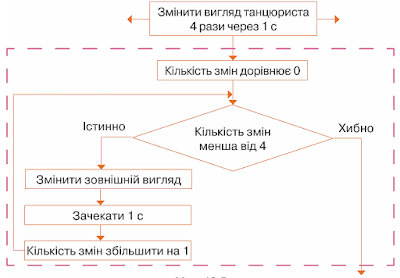 Змінити вигляд танцюриста
4 рази через 1 с
Кількість змін дорівнює 0
Істинно
Хибно
Кількість змін
менша від 4
Змінити зовнішній вигляд
Зачекати 1 с
Кількість змін збільшити на 1